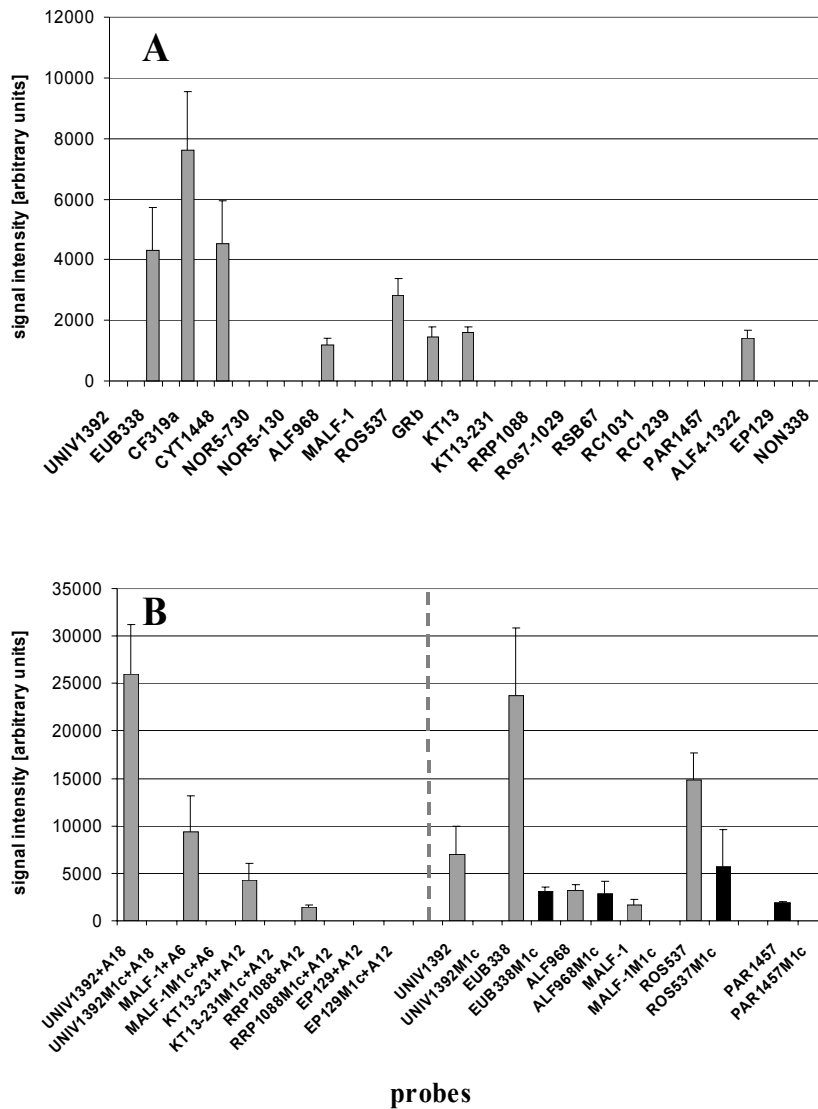 A
signal intensity [arbitrary units]
12000
10000
8000
6000
4000
2000
0
UNIV1392
EUB338
CF319a
CYT1448
NOR5-730
NOR5-130
ALF968
MALF-1
ROS537
GRb
KT13
KT13-231
RRP1088
Ros7-1029
RSB67
RC1031
RC1239
PAR1457
ALF4-1322
EP129
NON338
B
signal intensity [arbitrary units]
35000
30000
25000
20000
15000
10000
5000
0
UNIV1392+A18
UNIV1392M1c+A18
MALF-1+A6
MALF-1M1c+A6
KT13-231+A12
KT13-231M1c+A12
RRP1088+A12
RRP1088M1c+A12
EP129+A12
EP129M1c+A12
UNIV1392
UNIV1392M1c
EUB338
EUB338M1c
ALF968
ALF968M1c
MALF-1
MALF-1M1c
ROS537
ROS537M1c
PAR1457
PAR1457M1c
probes